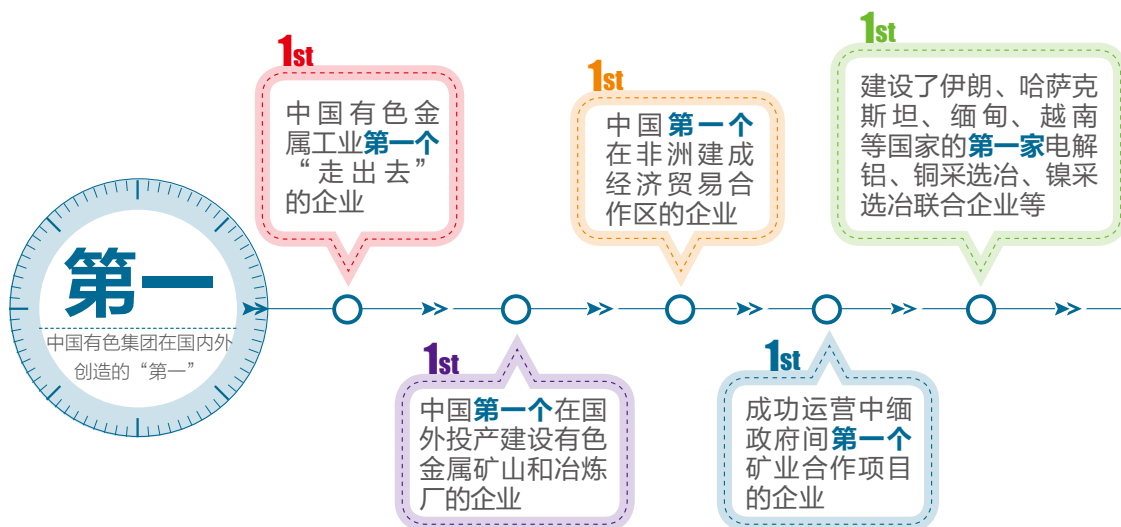 第一
中国有色集团在国内外
创造的“第一”
1st
中国有色金
属工业第一个
“走出去”
的企业
1st
中国第一个在国
外投产建设有色
金属矿山和冶炼
厂的企业
1st
中国第一个
在非洲建成
经济贸易合
作区的企业
1st
成功运营中缅
政府间第一个
矿业合作项目
的企业
1st
建设了伊朗、哈萨克
斯坦、缅甸、越南
等国家的第一家电解
铝、铜采选冶、镍采
选冶联合企业等